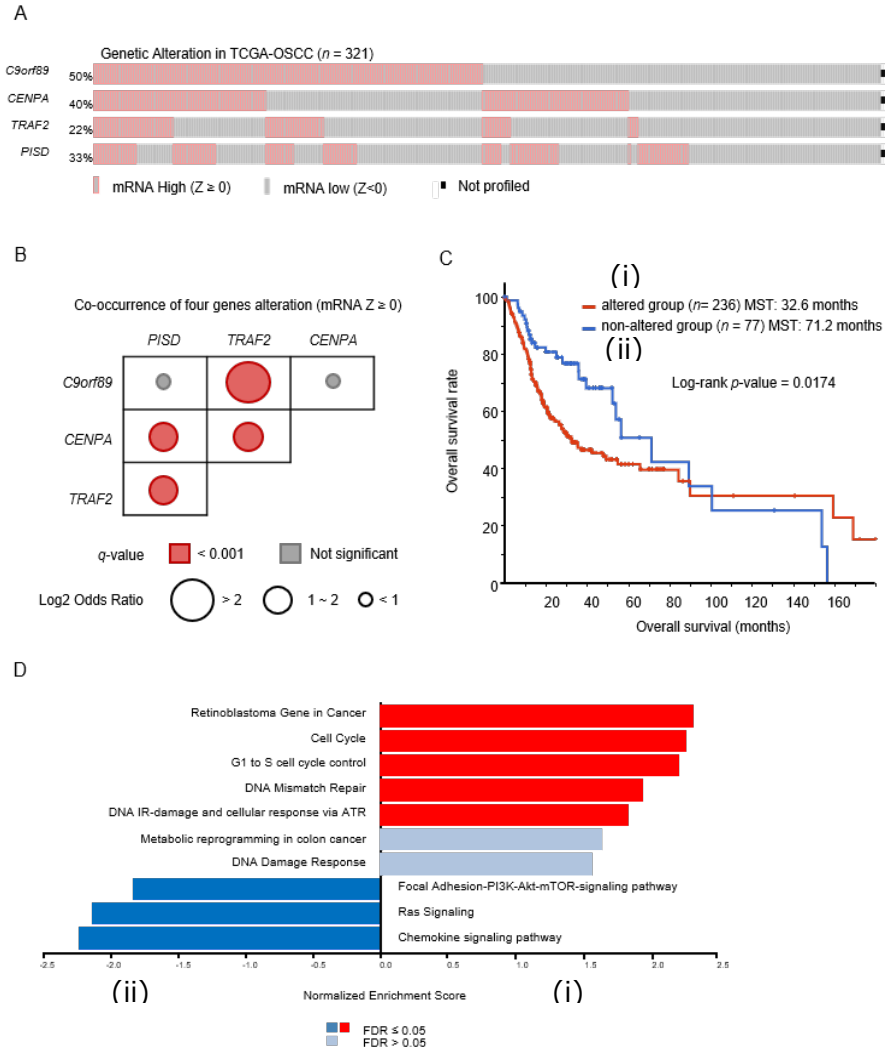 A
Genetic Alteration in TCGA-OSCC (n = 321)
C9orf89 50%
CENPA 40%
TRAF2 22%
PISD 33%
mRNA High (Z ≥ 0) mRNA low (Z<0) Not profiled
B
Co-occurrence of four genes alteration (mRNA Z ≥ 0)
PISD TRAF2 CENPA
C9orf89
CENPA
TRAF2
q-value < 0.001 Not significant
Log2 Odds Ratio > 2 1 ~ 2 < 1
C
(i)
altered group (n= 236) MST: 32.6 months
non-altered group (n = 77) MST: 71.2 months
(ii)
Log-rank p-value = 0.0174
Overall survival rate
100
80
60
40
20
0
20 40 60 80 100 120 140 160
Overall survival (months)
D
Retinoblastoma Gene in Cancer
Cell Cycle
G1 to S cell cycle control
DNA Mismatch Repair
DNA IR-damage and cellular response via ATR
Metabolic reprogramming in colon cancer
DNA Damage Response
Focal Adhesion-PI3K-Akt-mTOR-signaling pathway
Ras Signaling
Chemokine signaling pathway
-2.5 -2.0 -1.5 -1.0 -0.5 0.0 0.5 1.0 1.5 2.0 2.5
(ii) Normalized Enrichment Score (i)
FDR ≤ 0.05
FDR > 0.05